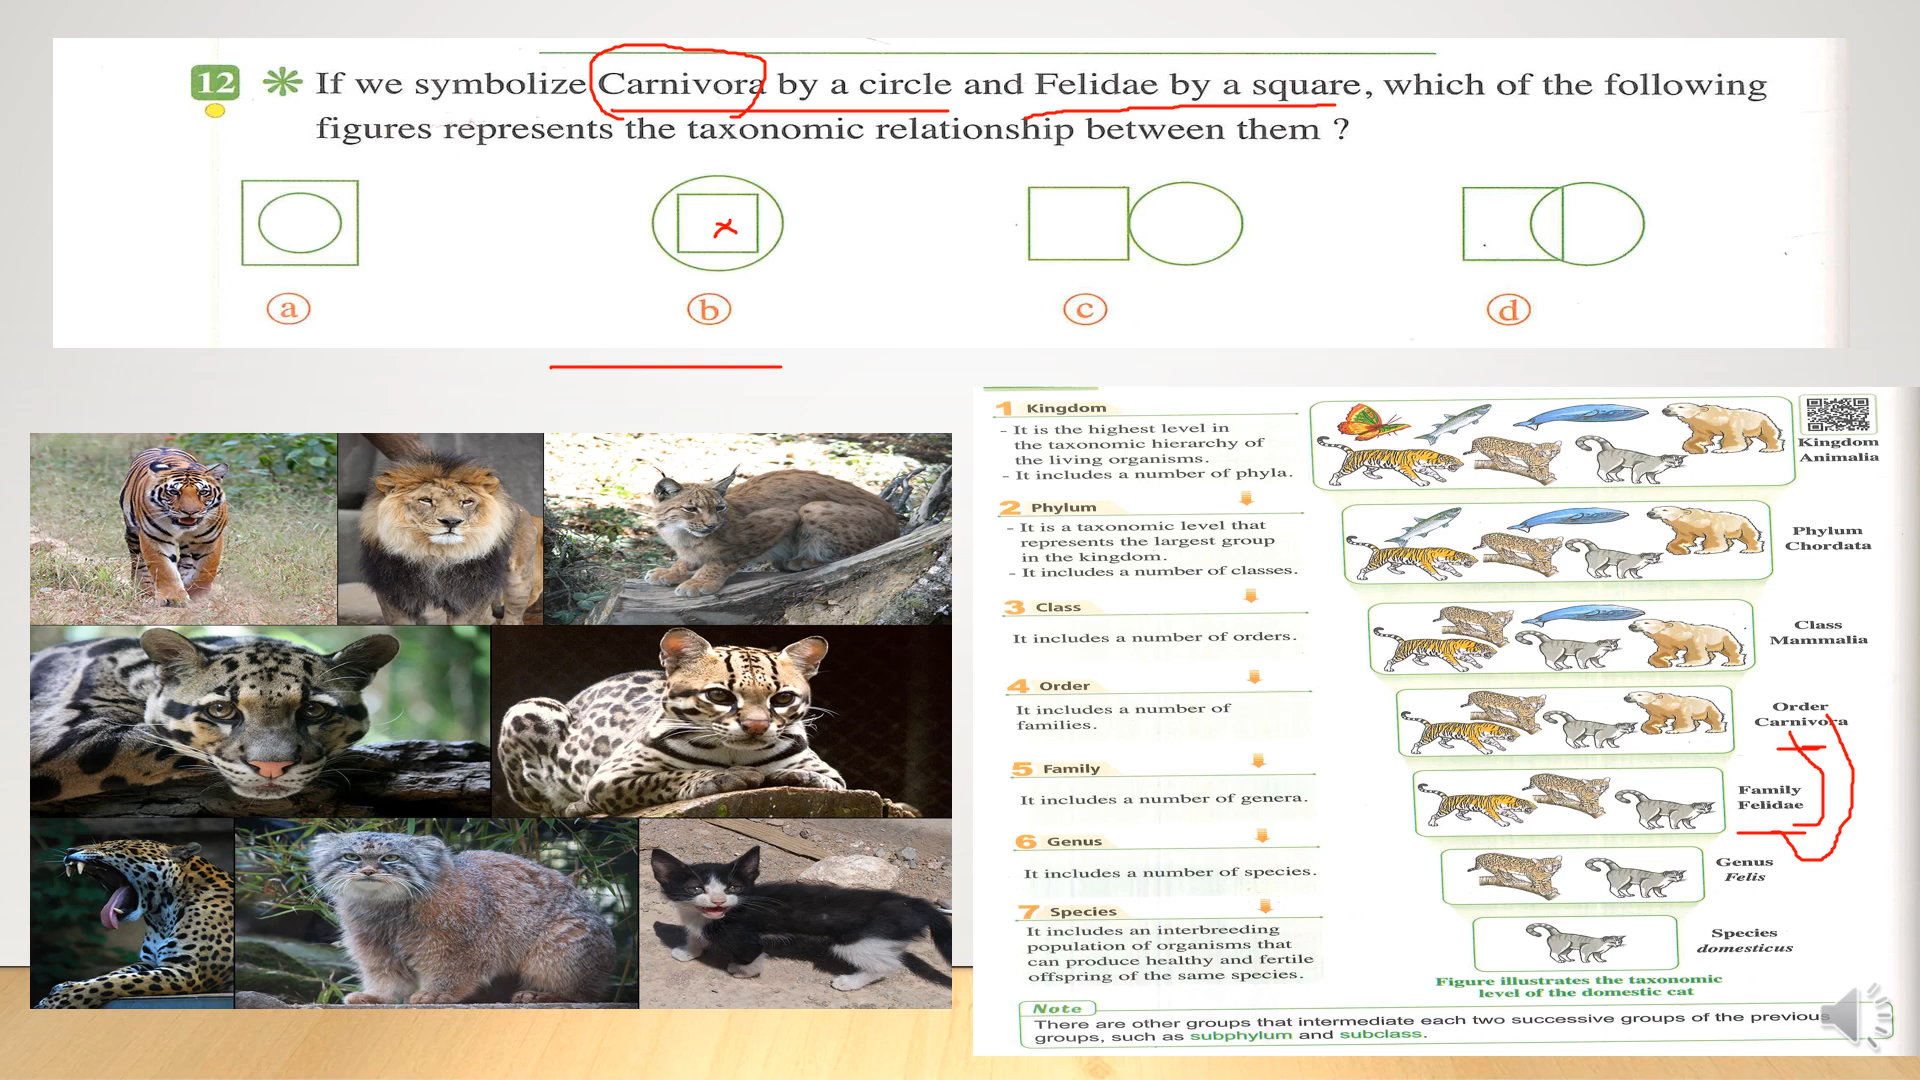 12 If we symbolize Carnivora by a circle and Felidae by a square, which of the following
figures represents the taxonomic relationship between them ?
a b c d
1 Kingdom
- It is the highest level in
the taxonomic hierarchy of
the living organisms.
- It includes a number of phyla.
Kingdom
Animalia
2 Phylum
- It is a taxonomic level that
represents the largest group
in the kingdom.
- It includes a number of classes.
Phylum
Chordata
3 Class
It includes a number of orders.
Class
Mammalia
4 Order
It includes a number of
families.
Order
Carnivora
5 Family
It includes a number of genera.
Family
Felidae
6 Genus
It includes a number of species.
Genus
Felis
7 Species
It includes an interbreeding
population of organisms that
can produce healthy and fertile
offspring of the same species.
Species
domesticus
Figure illustrates the taxonomic
level of the domestic cat
Note
There are other groups that intermediate each two successive groups of the previous
groups, such as subphylum and subclass.